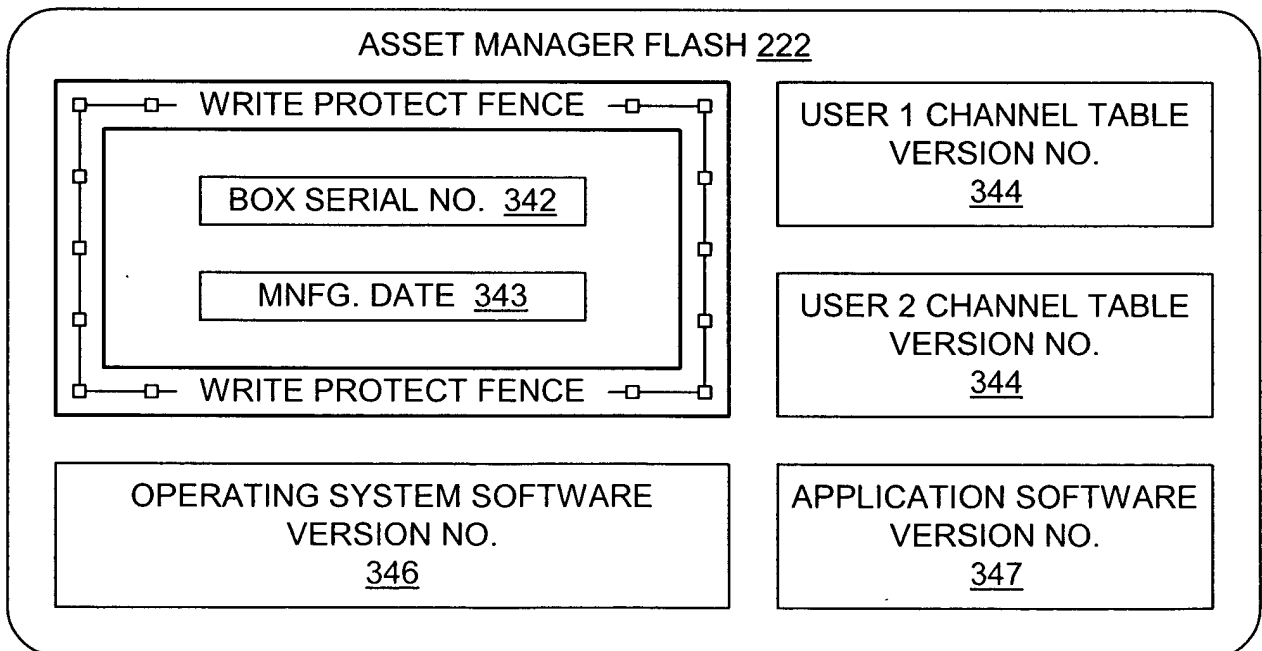 ASSET MANAGER FLASH 222
WRITE PROTECT FENCE
BOX SERIAL NO. 342
MNFG. DATE 343
WRITE PROTECT FENCE
USER 1 CHANNEL TABLE
VERSION NO.
344
USER 2 CHANNEL TABLE
VERSION NO.
344
OPERATING SYSTEM SOFTWARE
VERSION NO.
346
APPLICATION SOFTWARE
VERSION NO.
347